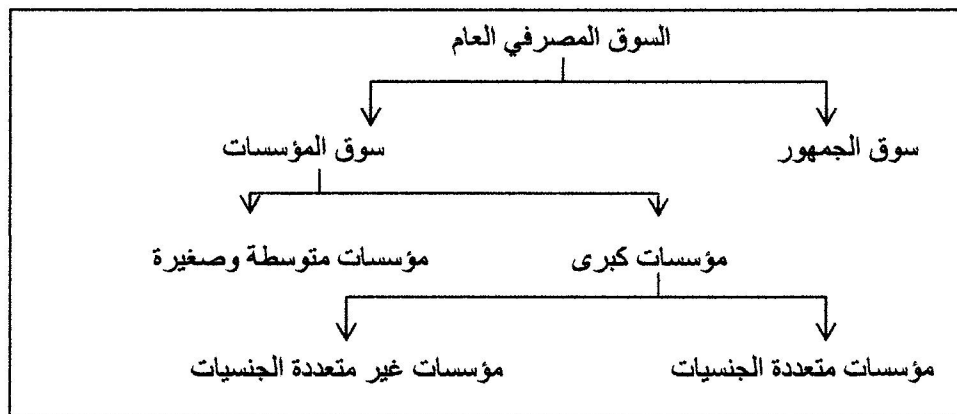 السوق المصرفي العام
سوق الجمهور سوق المؤسسات
مؤسسات كبرى مؤسسات متوسطة وصغيرة
مؤسسات متعددة الجنسيات مؤسسات غير متعددة الجنسيات